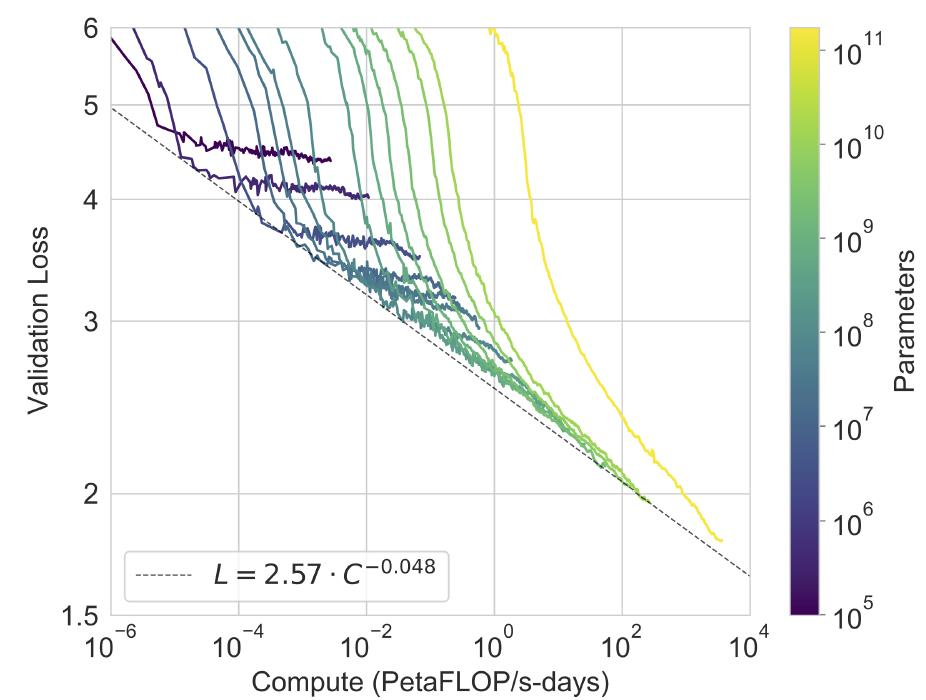 6
5
4
3
2
1.5
Validation Loss
L = 2.57 · C^{-0.048}
10^{-6} 10^{-4} 10^{-2} 10^{0} 10^{2} 10^{4}
Compute (PetaFLOP/s-days)
10^{11}
10^{10}
10^{9}
10^{8}
10^{7}
10^{6}
10^{5}
Parameters